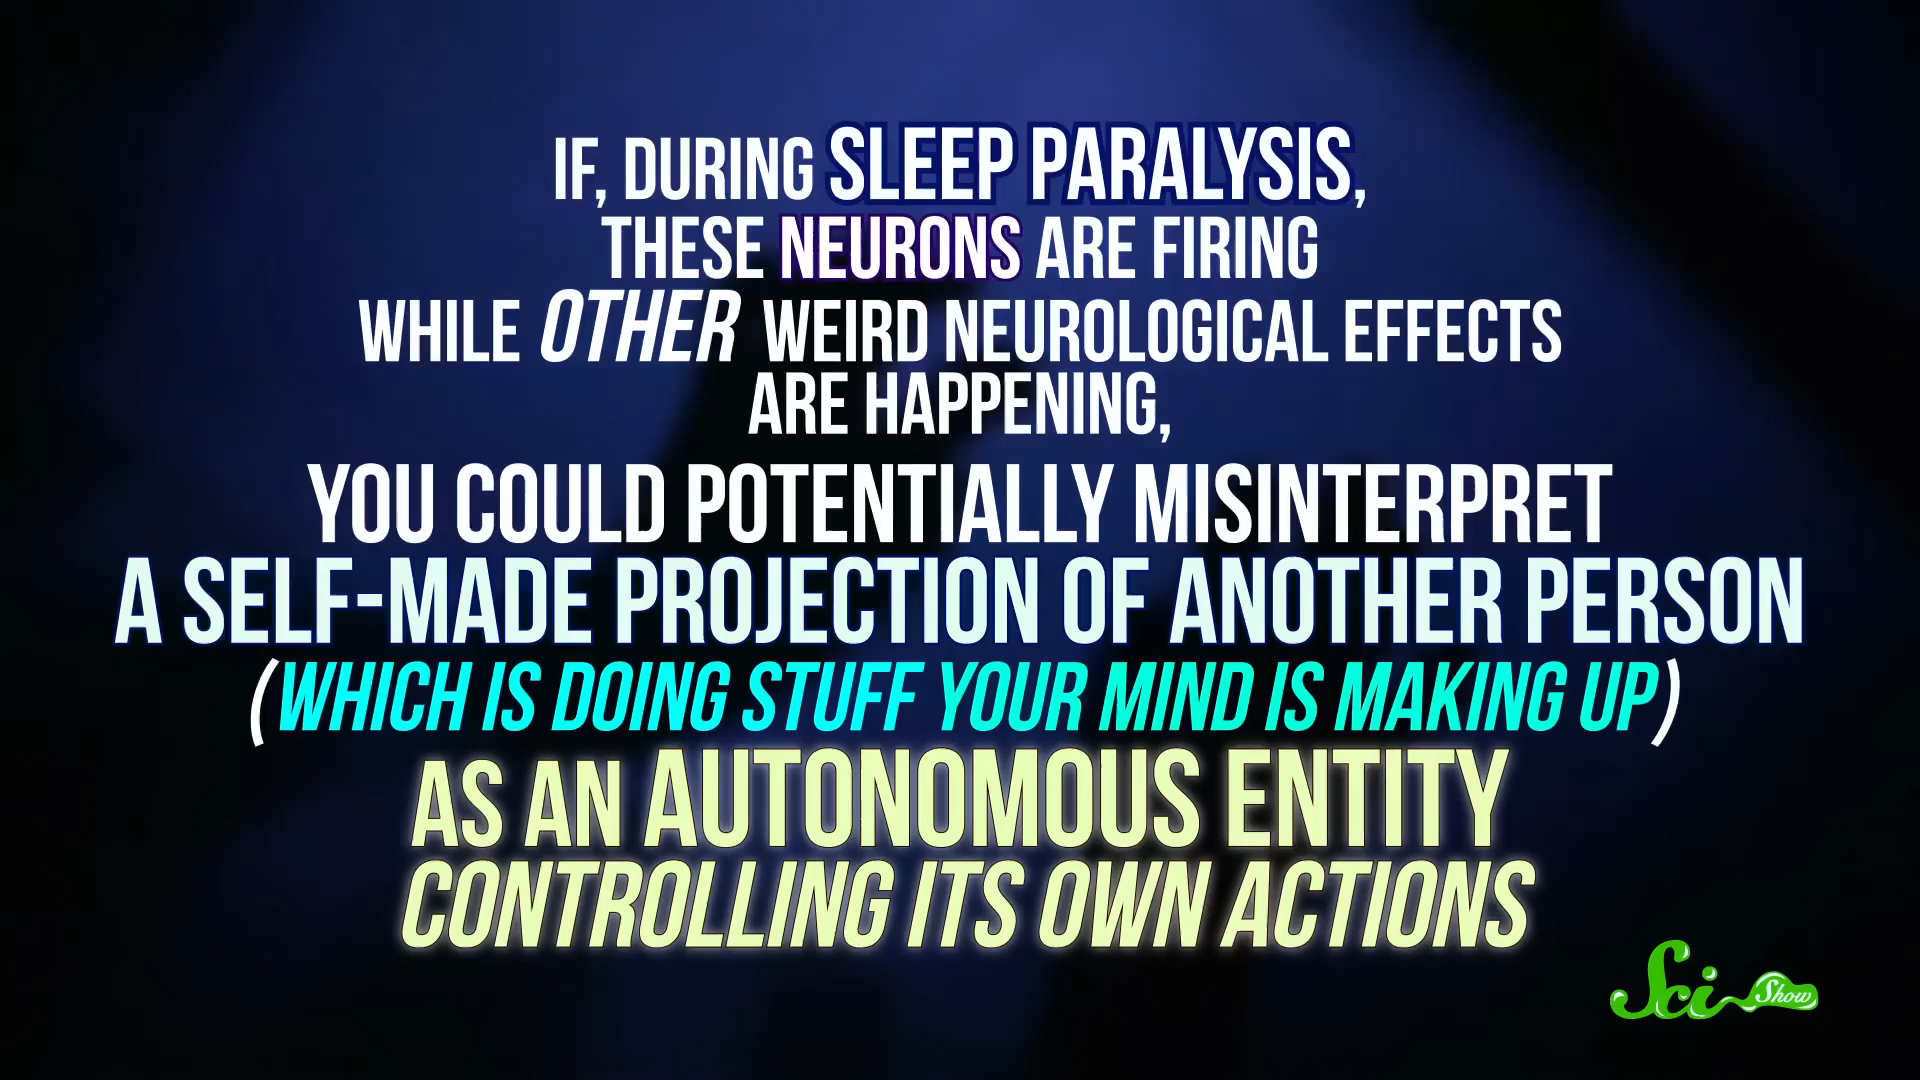 IF, DURING SLEEP PARALYSIS,
THESE NEURONS ARE FIRING
WHILE OTHER WEIRD NEUROLOGICAL EFFECTS
ARE HAPPENING,
YOU COULD POTENTIALLY MISINTERPRET
A SELF-MADE PROJECTION OF ANOTHER PERSON
(WHICH IS DOING STUFF YOUR MIND IS MAKING UP)
AS AN AUTONOMOUS ENTITY
CONTROLLING ITS OWN ACTIONS
Sci Show